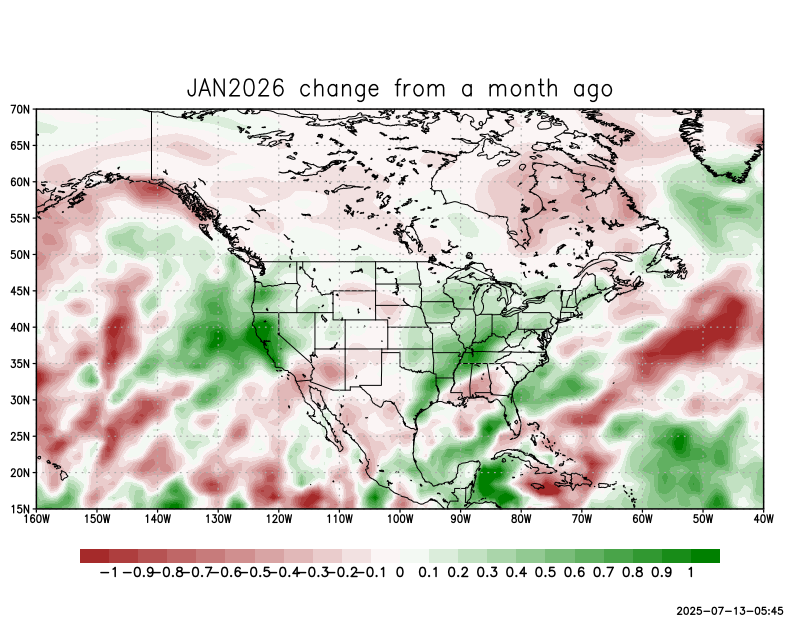 JAN2026 change from a month ago
70N
65N
60N
55N
50N
45N
40N
35N
30N
25N
20N
15N
160W 150W 140W 130W 120W 110W 100W 90W 80W 70W 60W 50W 40W
-1 -0.9 -0.8 -0.7 -0.6 -0.5 -0.4 -0.3 -0.2 -0.1 0 0.1 0.2 0.3 0.4 0.5 0.6 0.7 0.8 0.9 1
2025-07-13-05:45